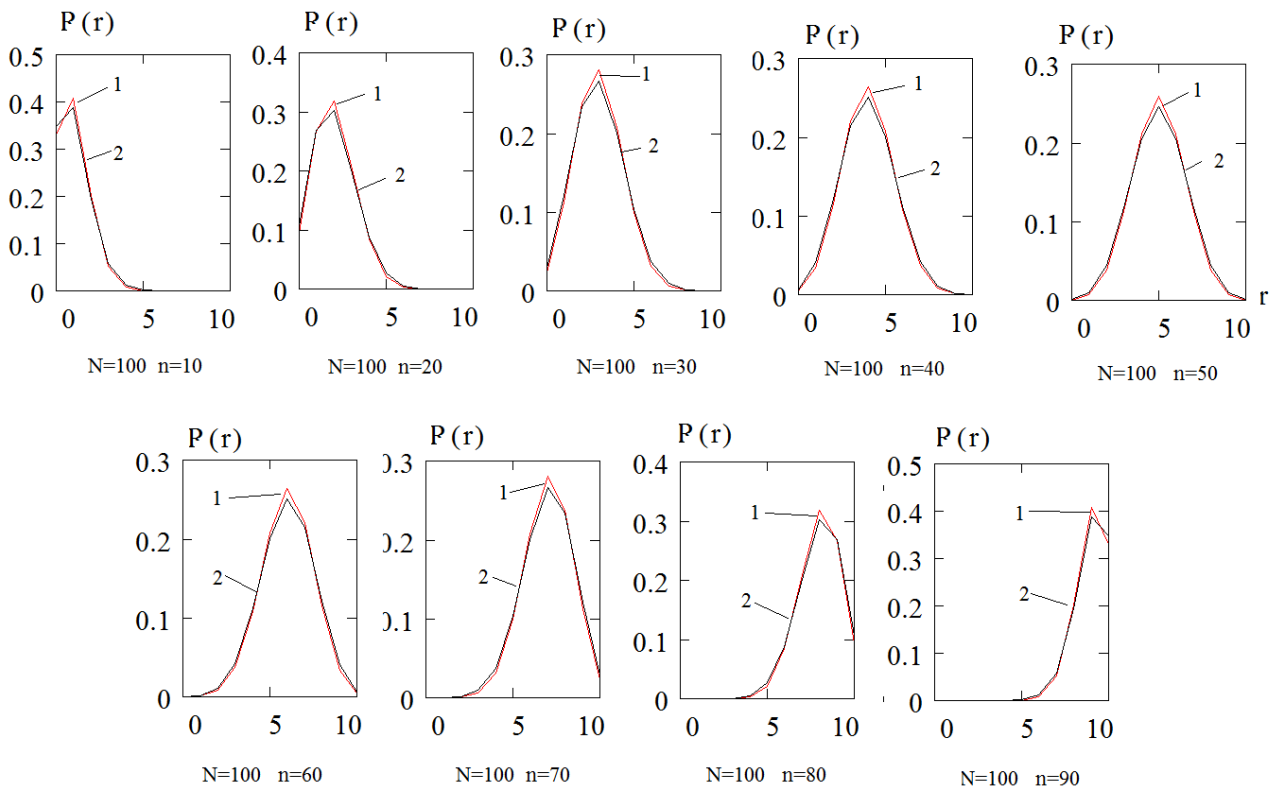 P (r)
0.5
0.4
0.3
0.2
0.1
0
1
2
0 5 10
N=100 n=10
P (r)
0.4
0.3
0.2
0.1
0
1
2
0 5 10
N=100 n=20
P (r)
0.3
0.2
0.1
0
1
2
0 5 10
N=100 n=30
P (r)
0.3
0.2
0.1
0
1
2
0 5 10
N=100 n=40
P (r)
0.3
0.2
0.1
0
1
2
r
0 5 10
N=100 n=50
P (r)
0.3
0.2
0.1
0
1
2
0 5 10
N=100 n=60
P (r)
0.3
0.2
0.1
0
1
2
0 5 10
N=100 n=70
P (r)
0.4
0.3
0.2
0.1
0
1
2
0 5 10
N=100 n=80
P (r)
0.5
0.4
0.3
0.2
0.1
0
1
2
0 5 10
N=100 n=90